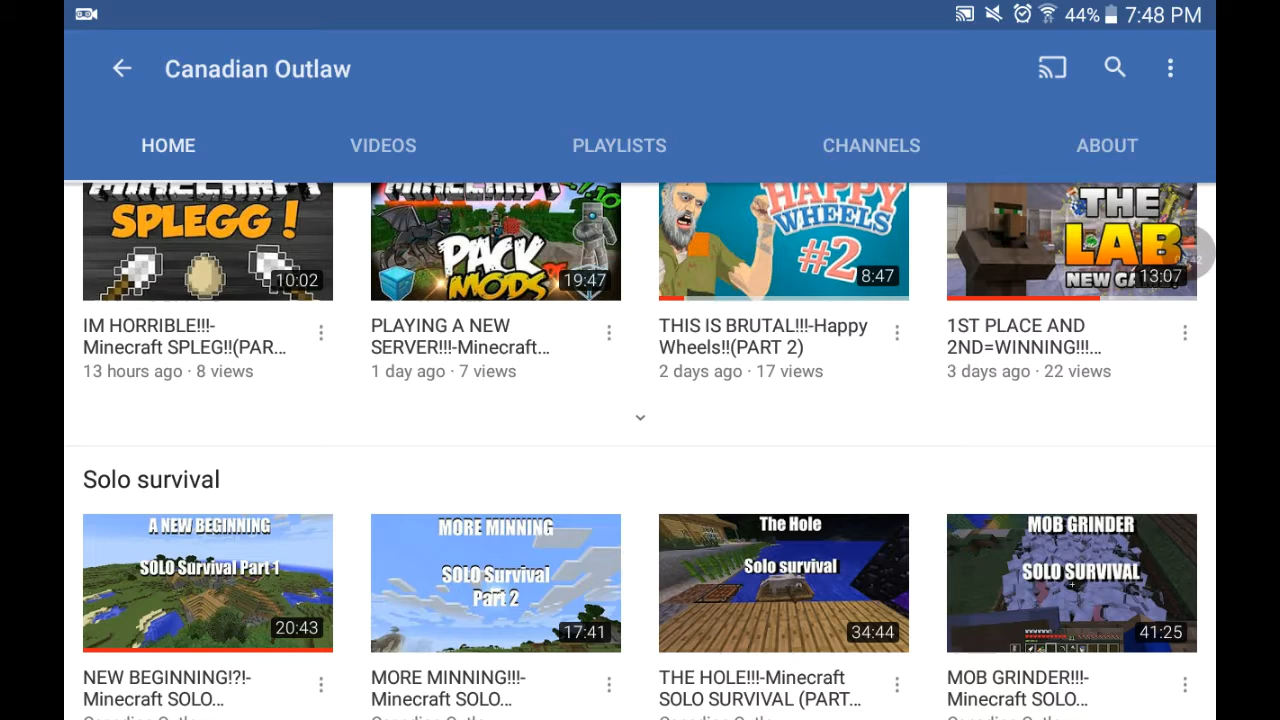 44% 7:48 PM
Canadian Outlaw
HOME VIDEOS PLAYLISTS CHANNELS ABOUT
MINECRAFT
SPLEGG!
10:02
MINECRAFT
PACK
MODS
19:47
HAPPY
WHEELS
#2
8:47
THE
LAB
13:07
IM HORRIBLE!!!-
Minecraft SPLEG!!(PAR...
13 hours ago · 8 views
PLAYING A NEW
SERVER!!!-Minecraft...
1 day ago · 7 views
THIS IS BRUTAL!!!-Happy
Wheels!!(PART 2)
2 days ago · 17 views
1ST PLACE AND
2ND=WINNING!!!...
3 days ago · 22 views
Solo survival
A NEW BEGINNING
SOLO Survival Part 1
20:43
MORE MINNING
SOLO Survival
Part 2
17:41
The Hole
Solo survival
34:44
MOB GRINDER
SOLO SURVIVAL
41:25
NEW BEGINNING!?!-
Minecraft SOLO...
MORE MINNING!!!-
Minecraft SOLO...
THE HOLE!!!-Minecraft
SOLO SURVIVAL (PART...
MOB GRINDER!!!-
Minecraft SOLO...